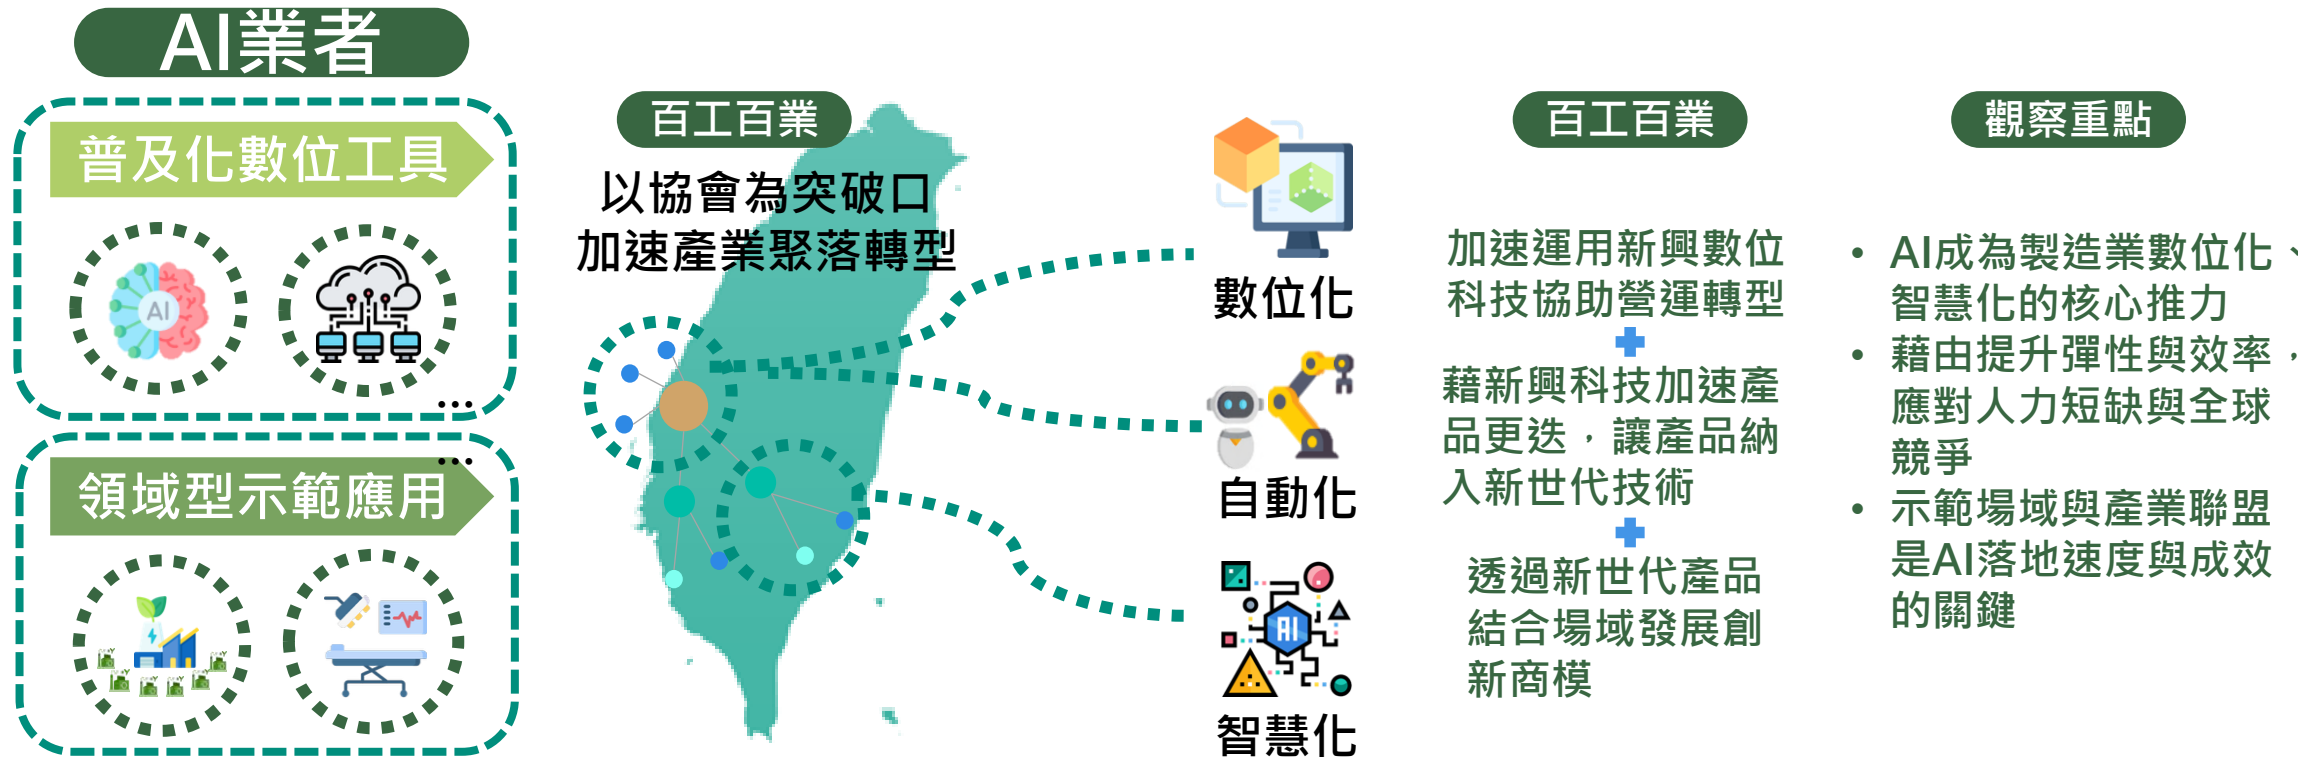 AI業者
普及化數位工具
AI
...
領域型示範應用
...
百工百業
以協會為突破口
加速產業聚落轉型
數位化
自動化
AI
智慧化
百工百業
加速運用新興數位
科技協助營運轉型
藉新興科技加速產
品更迭，讓產品納
入新世代技術
透過新世代產品
結合場域發展創
新商模
觀察重點
• AI成為製造業數位化、
智慧化的核心推力
• 藉由提升彈性與效率，
應對人力短缺與全球
競爭
• 示範場域與產業聯盟
是AI落地速度與成效
的關鍵